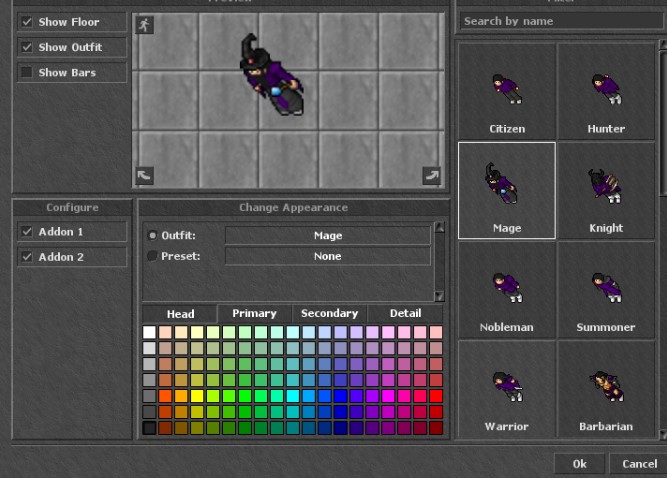 Preview
Show Floor
Show Outfit
Show Bars
Search by name
Citizen
Hunter
Mage
Knight
Nobleman
Summoner
Warrior
Barbarian
Configure
Addon 1
Addon 2
Change Appearance
Outfit:
Mage
Preset:
None
Head
Primary
Secondary
Detail
Ok
Cancel